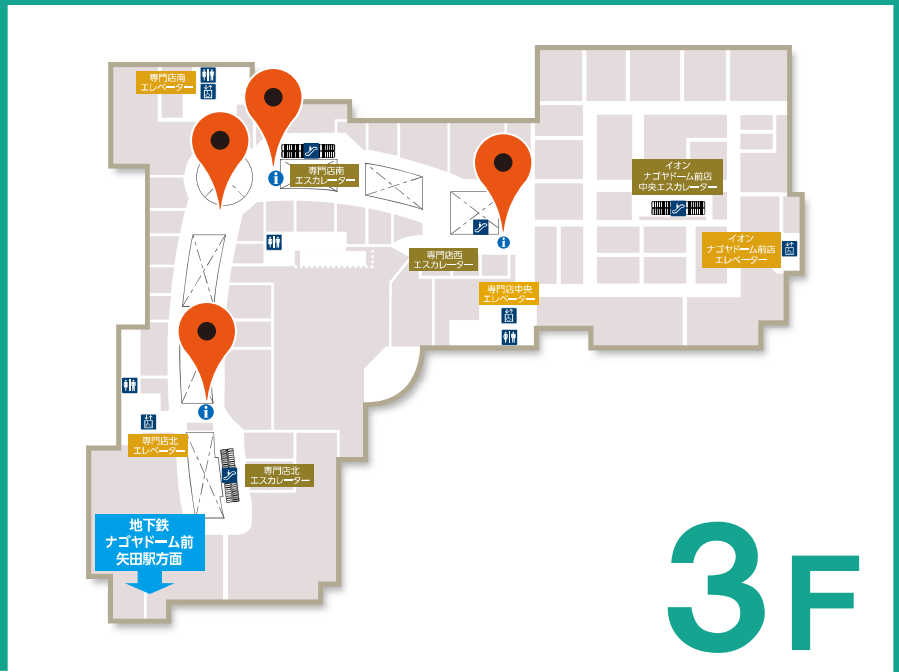 専門店南
エレベーター
専門店南
エスカレーター
イオン
ナゴヤドーム前店
中央エスカレーター
イオン
ナゴヤドーム前店
エレベーター
専門店西
エスカレーター
専門店中央
エレベーター
専門店北
エレベーター
専門店北
エスカレーター
地下鉄
ナゴヤドーム前
矢田駅方面
3F